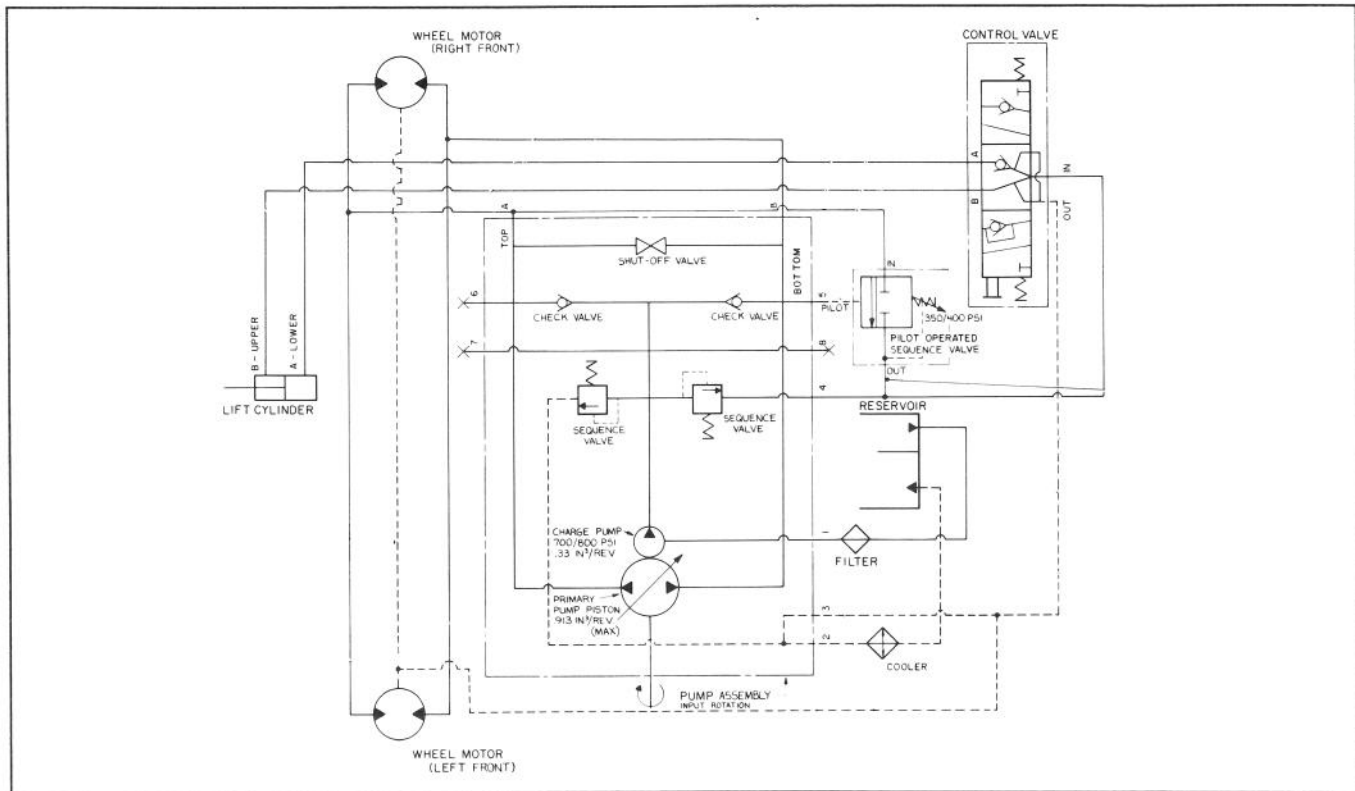 WHEEL MOTOR
(RIGHT FRONT)
CONTROL VALVE
A
B
IN
OUT
A
B
TOP
SHUT-OFF VALVE
BOTTOM
IN
6
CHECK VALVE
CHECK VALVE
5
PILOT
350/400 PSI
PILOT OPERATED
SEQUENCE VALVE
7
8
OUT
B - UPPER
A - LOWER
LIFT CYLINDER
4
RESERVOIR
SEQUENCE
VALVE
SEQUENCE
VALVE
CHARGE PUMP
700/800 PSI
.33 IN³/REV
1
FILTER
PRIMARY
PUMP PISTON
.913 IN³/REV.
(MAX)
3
2
COOLER
PUMP ASSEMBLY
INPUT ROTATION
WHEEL MOTOR
(LEFT FRONT)